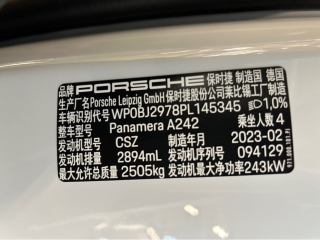 品牌 PORSCHE 保时捷 制造国 德国
生产厂名 Porsche Leipzig GmbH 保时捷股份公司莱比锡工厂制造
车辆识别代号 WP0BJ2978PL145345 1,0%
整车型号 Panamera A242 乘坐人数 4
发动机型号 CSZ 制造年月 2023-02
发动机排量 2894mL 发动机序列号 094129
最大允许总质量 2505kg 发动机最大净功率 243kW